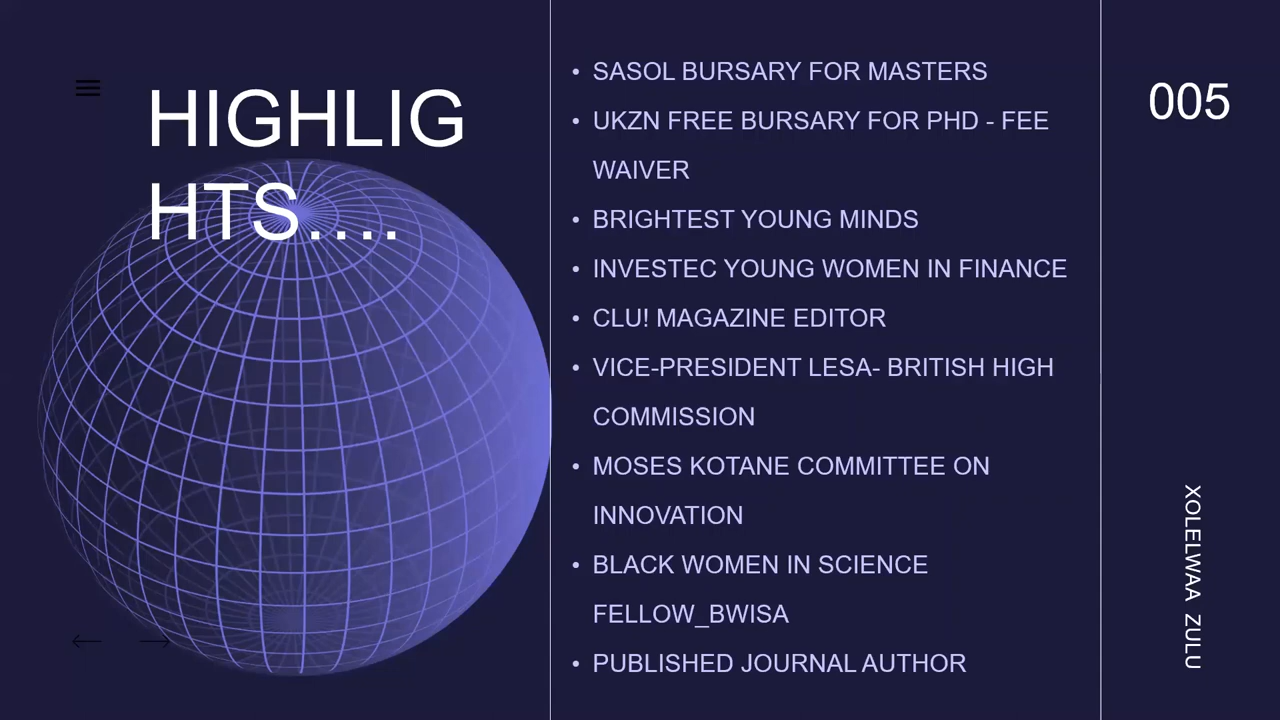 HIGHLIG
HTS....
• SASOL BURSARY FOR MASTERS
• UKZN FREE BURSARY FOR PHD - FEE
WAIVER
• BRIGHTEST YOUNG MINDS
• INVESTEC YOUNG WOMEN IN FINANCE
• CLU! MAGAZINE EDITOR
• VICE-PRESIDENT LESA- BRITISH HIGH
COMMISSION
• MOSES KOTANE COMMITTEE ON
INNOVATION
• BLACK WOMEN IN SCIENCE
FELLOW_BWISA
• PUBLISHED JOURNAL AUTHOR
005
XOLELWAA ZULU